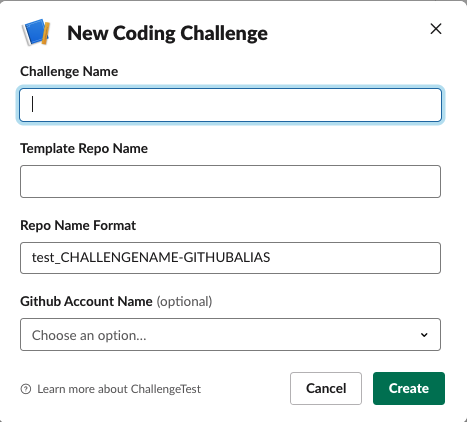 New Coding Challenge
Challenge Name
Template Repo Name
Repo Name Format
test_CHALLENGENAME-GITHUBALIAS
Github Account Name (optional)
Choose an option...
Learn more about ChallengeTest
Cancel
Create